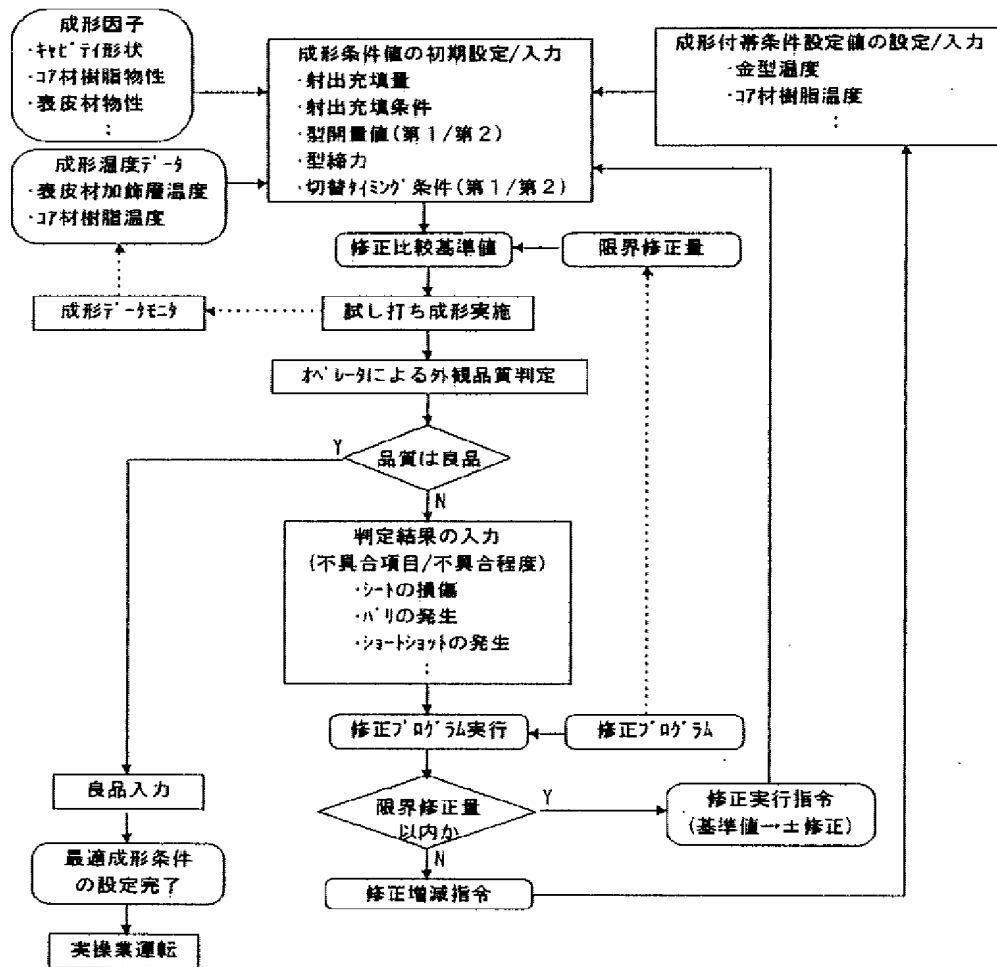 成形因子
・ｷｬﾋﾞﾃｨ形状
・ｺｱ材樹脂物性
・表皮材物性
:
成形温度ﾃﾞｰﾀ
・表皮材加飾層温度
・ｺｱ材樹脂温度
成形条件値の初期設定/入力
・射出充填量
・射出充填条件
・型開量値(第1/第2)
・型締力
・切替ﾀｲﾐﾝｸﾞ条件(第1/第2)
成形付帯条件設定値の設定/入力
・金型温度
・ｺｱ材樹脂温度
:
修正比較基準値
限界修正量
成形ﾃﾞｰﾀﾓﾆﾀ
試し打ち成形実施
ｵﾍﾟﾚｰﾀによる外観品質判定
Y
品質は良品
N
判定結果の入力
(不具合項目/不具合程度)
・ｼｰﾄの損傷
・ﾊﾞﾘの発生
・ｼｮｰﾄｼｮｯﾄの発生
:
修正ﾌﾟﾛｸﾞﾗﾑ実行
修正ﾌﾟﾛｸﾞﾗﾑ
限界修正量
以内か
Y
修正実行指令
(基準値→±修正)
N
修正増減指令
良品入力
最適成形条件
の設定完了
実操業運転